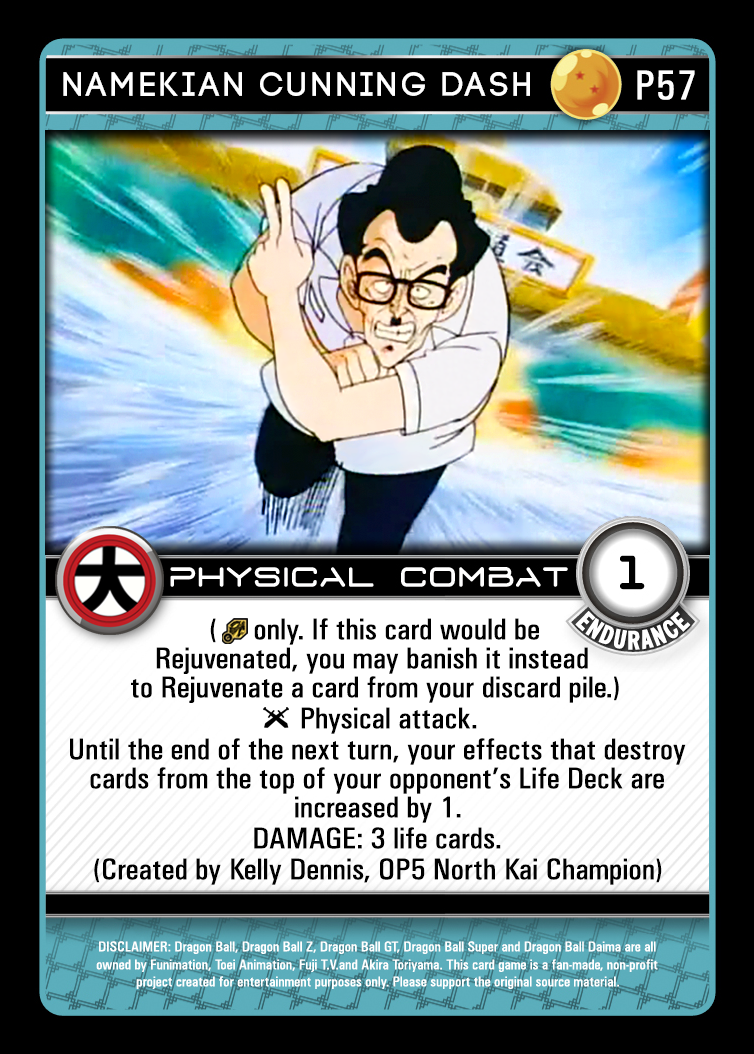 NAMEKIAN CUNNING DASH P57
会
大 PHYSICAL COMBAT 1
ENDURANCE
( only. If this card would be
Rejuvenated, you may banish it instead
to Rejuvenate a card from your discard pile.)
Physical attack.
Until the end of the next turn, your effects that destroy
cards from the top of your opponent’s Life Deck are
increased by 1.
DAMAGE: 3 life cards.
(Created by Kelly Dennis, OP5 North Kai Champion)
DISCLAIMER: Dragon Ball, Dragon Ball Z, Dragon Ball GT, Dragon Ball Super and Dragon Ball Daima are all
owned by Funimation, Toei Animation, Fuji T.V.and Akira Toriyama. This card game is a fan-made, non-profit
project created for entertainment purposes only. Please support the original source material.